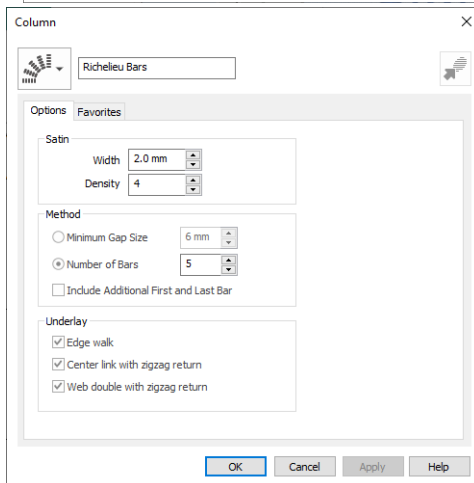 Column
Richelieu Bars
Options Favorites
Satin
Width 2.0 mm
Density 4
Method
Minimum Gap Size 6 mm
Number of Bars 5
Include Additional First and Last Bar
Underlay
Edge walk
Center link with zigzag return
Web double with zigzag return
OK Cancel Apply Help